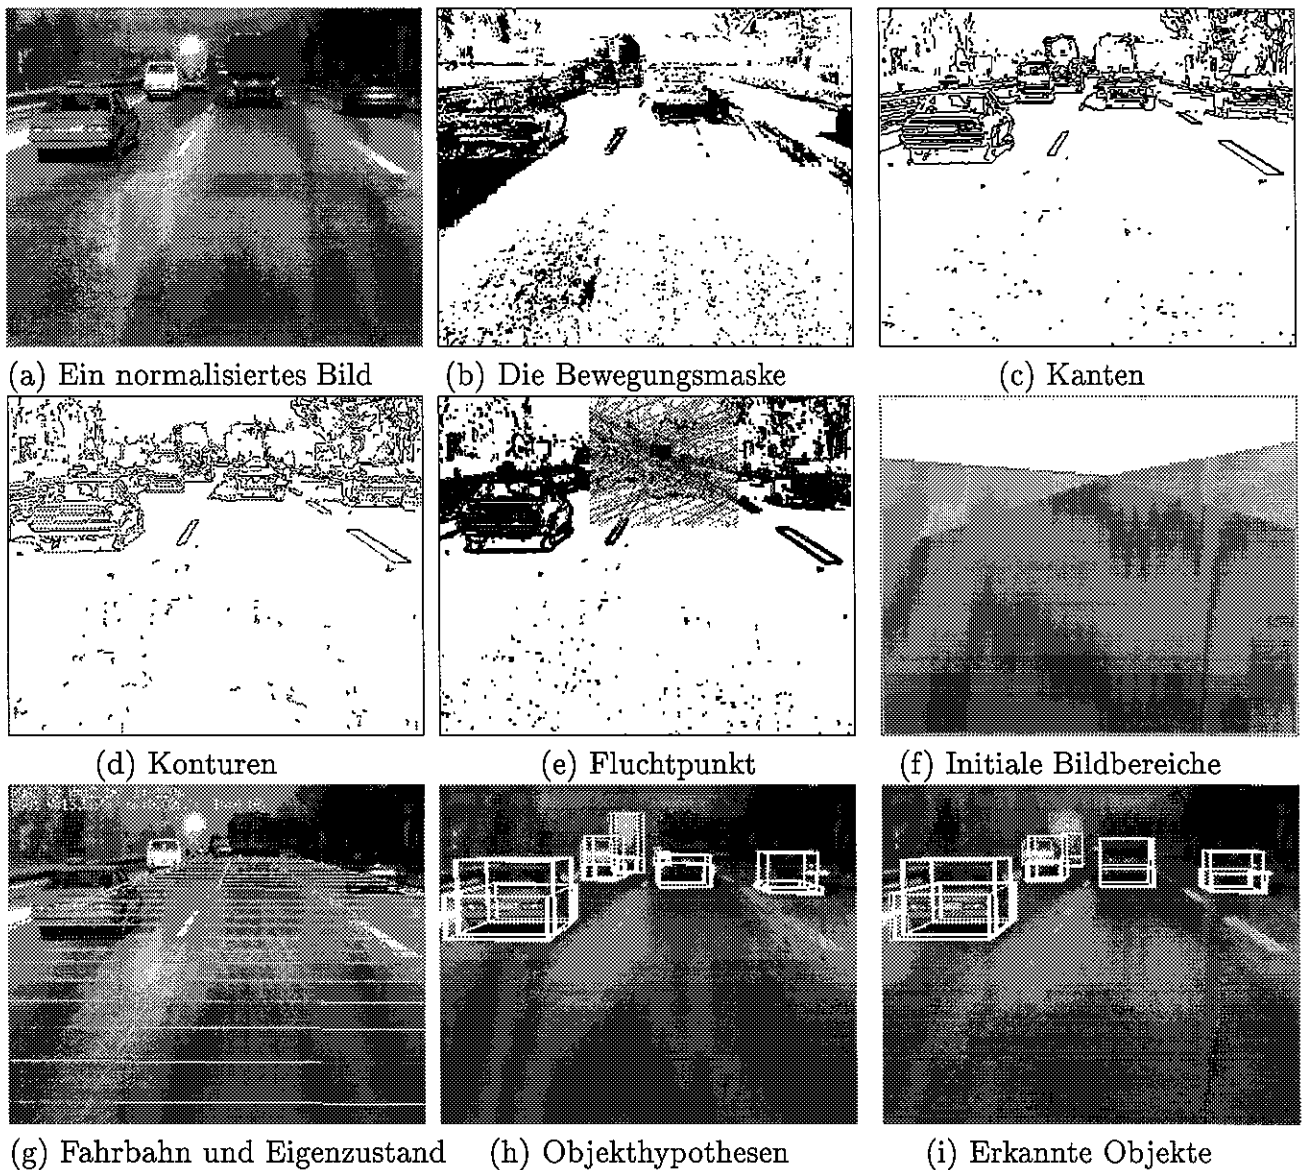 (a) Ein normalisiertes Bild
(b) Die Bewegungsmaske
(c) Kanten
(d) Konturen
(e) Fluchtpunkt
(f) Initiale Bildbereiche
(g) Fahrbahn und Eigenzustand
(h) Objekthypothesen
(i) Erkannte Objekte